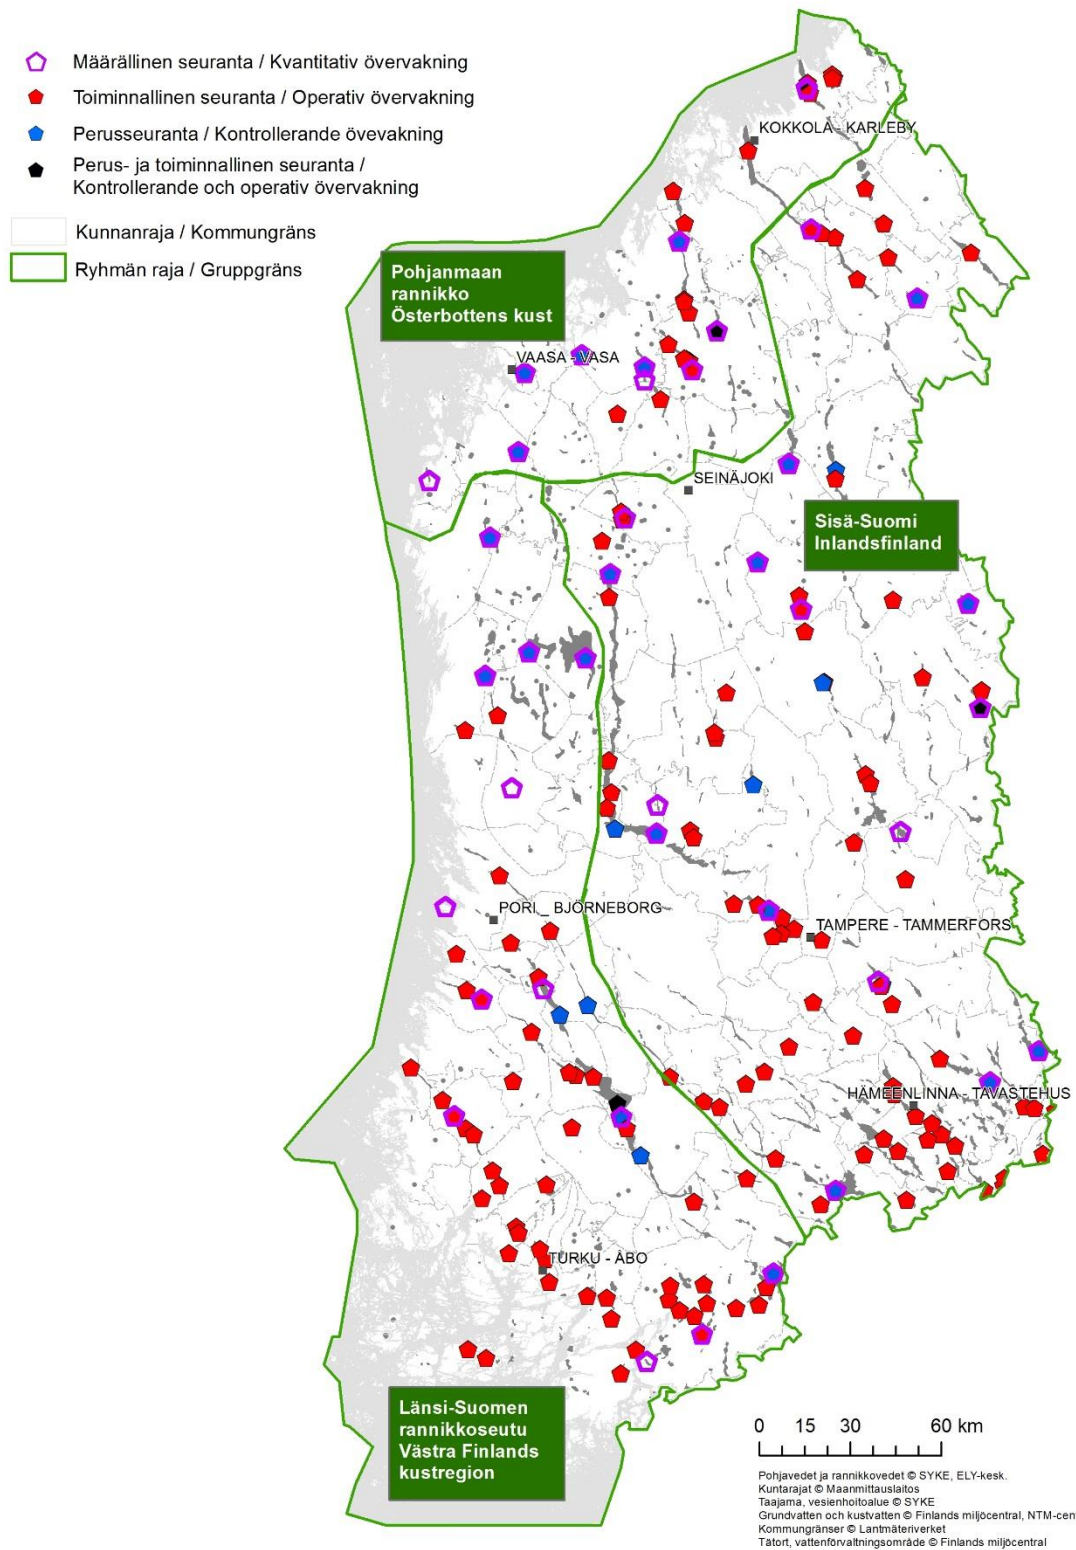 Määrällinen seuranta / Kvantitativ övervakning
Toiminnallinen seuranta / Operativ övervakning
Perusseuranta / Kontrollerande övevakning
Perus- ja toiminnallinen seuranta /
Kontrollerande och operativ övervakning
Kunnanraja / Kommungräns
Ryhmän raja / Gruppgräns
KOKKOLA - KARLEBY
Pohjanmaan
rannikko
Österbottens kust
VAASA - VASA
SEINÄJOKI
Sisä-Suomi
Inlandsfinland
PORI_ BJÖRNEBORG
TAMPERE - TAMMERFORS
HÄMEENLINNA - TAVASTEHUS
TURKU - ÅBO
Länsi-Suomen
rannikkoseutu
Västra Finlands
kustregion
0 15 30 60 km
Pohjavedet ja rannikkovedet © SYKE, ELY-kesk.
Kuntarajat © Maanmittauslaitos
Taajama, vesienhoitoalue © SYKE
Grundvatten och kustvatten © Finlands miljöcentral, NTM-cen
Kommungränser © Lantmäteriverket
Tätort, vattenförvaltningsområde © Finlands miljöcentral